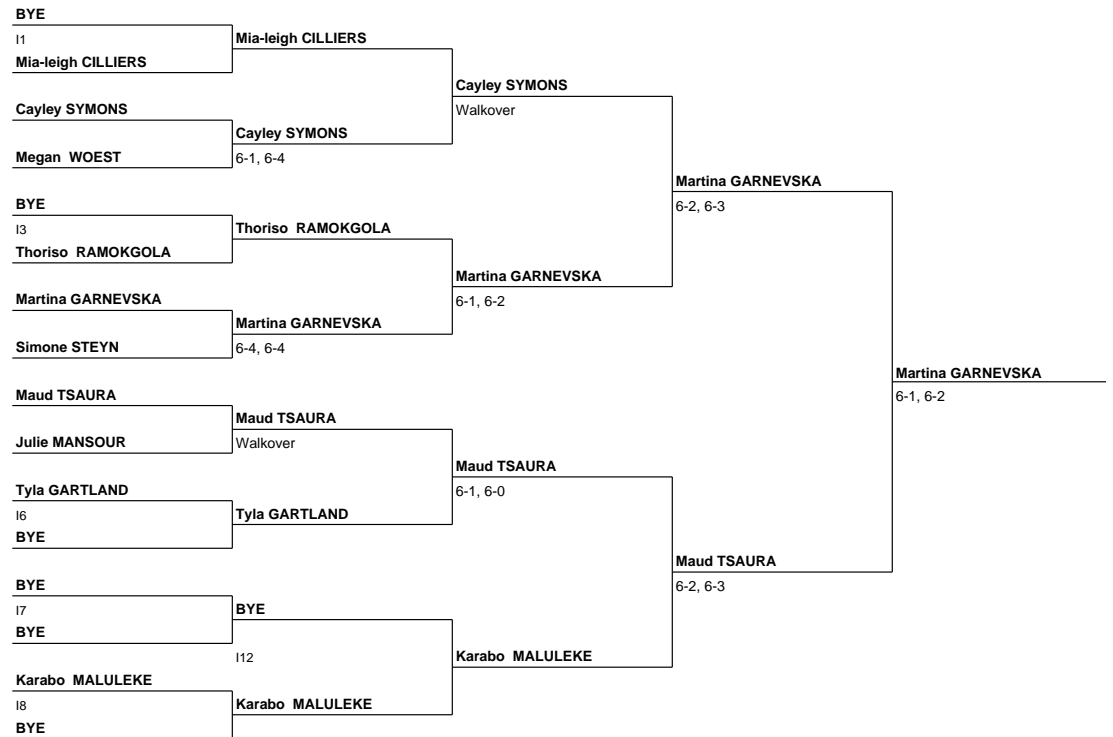 BYE
I1
Mia-leigh CILLIERS
Mia-leigh CILLIERS
Cayley SYMONS
Walkover
Cayley SYMONS
Cayley SYMONS
6-1, 6-4
Megan WOEST
Martina GARNEVSKA
6-2, 6-3
BYE
I3
Thoriso RAMOKGOLA
Thoriso RAMOKGOLA
Martina GARNEVSKA
6-1, 6-2
Martina GARNEVSKA
Martina GARNEVSKA
6-4, 6-4
Simone STEYN
Martina GARNEVSKA
6-1, 6-2
Maud TSAURA
Maud TSAURA
Walkover
Julie MANSOUR
Maud TSAURA
6-1, 6-0
Tyla GARTLAND
I6
Tyla GARTLAND
BYE
Maud TSAURA
6-2, 6-3
BYE
I7
BYE
BYE
I12
Karabo MALULEKE
Karabo MALULEKE
I8
Karabo MALULEKE
BYE